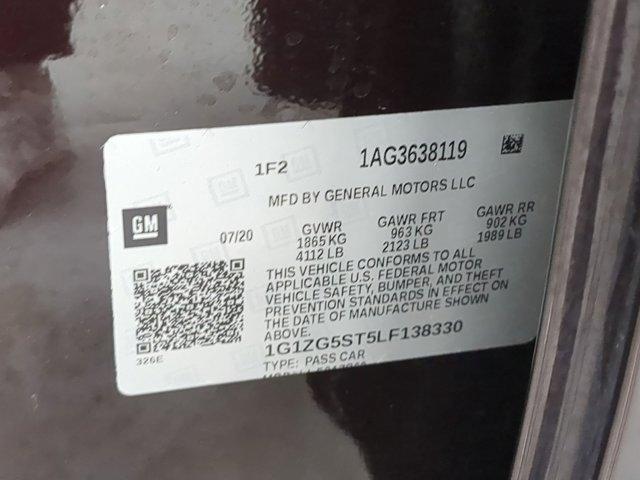 1F2 1AG3638119
MFD BY GENERAL MOTORS LLC
GM
07/20
GVWR GAWR FRT GAWR RR
1865 KG 963 KG 902 KG
4112 LB 2123 LB 1989 LB
THIS VEHICLE CONFORMS TO ALL
APPLICABLE U.S. FEDERAL MOTOR
VEHICLE SAFETY, BUMPER, AND THEFT
PREVENTION STANDARDS IN EFFECT ON
THE DATE OF MANUFACTURE SHOWN
ABOVE.
1G1ZG5ST5LF138330
326E
TYPE: PASS CAR